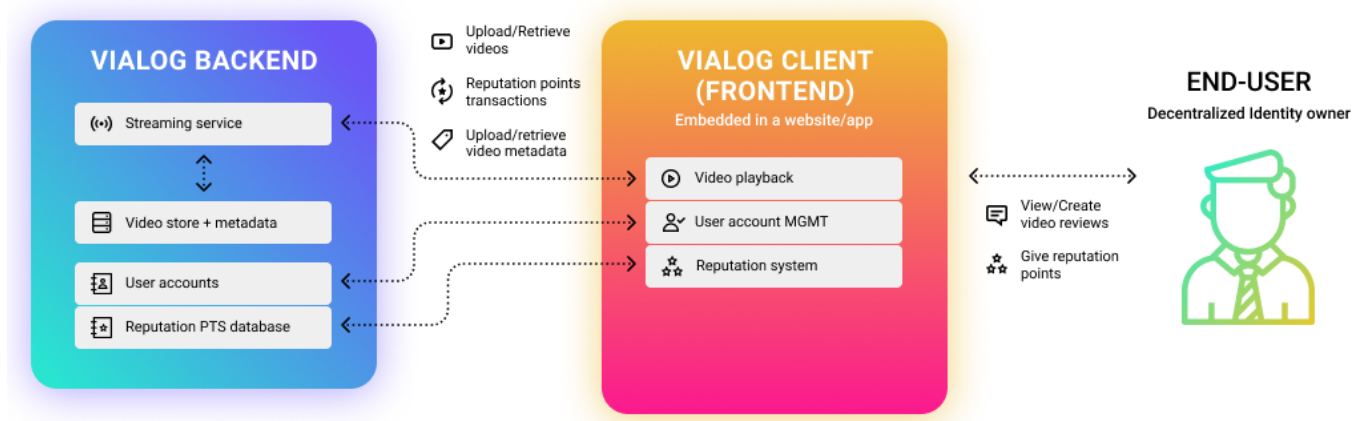 VIALOG BACKEND
Streaming service
Video store + metadata
User accounts
Reputation PTS database
Upload/Retrieve
videos
Reputation points
transactions
Upload/retrieve
video metadata
VIALOG CLIENT
(FRONTEND)
Embedded in a website/app
Video playback
User account MGMT
Reputation system
View/Create
video reviews
Give reputation
points
END-USER
Decentralized Identity owner